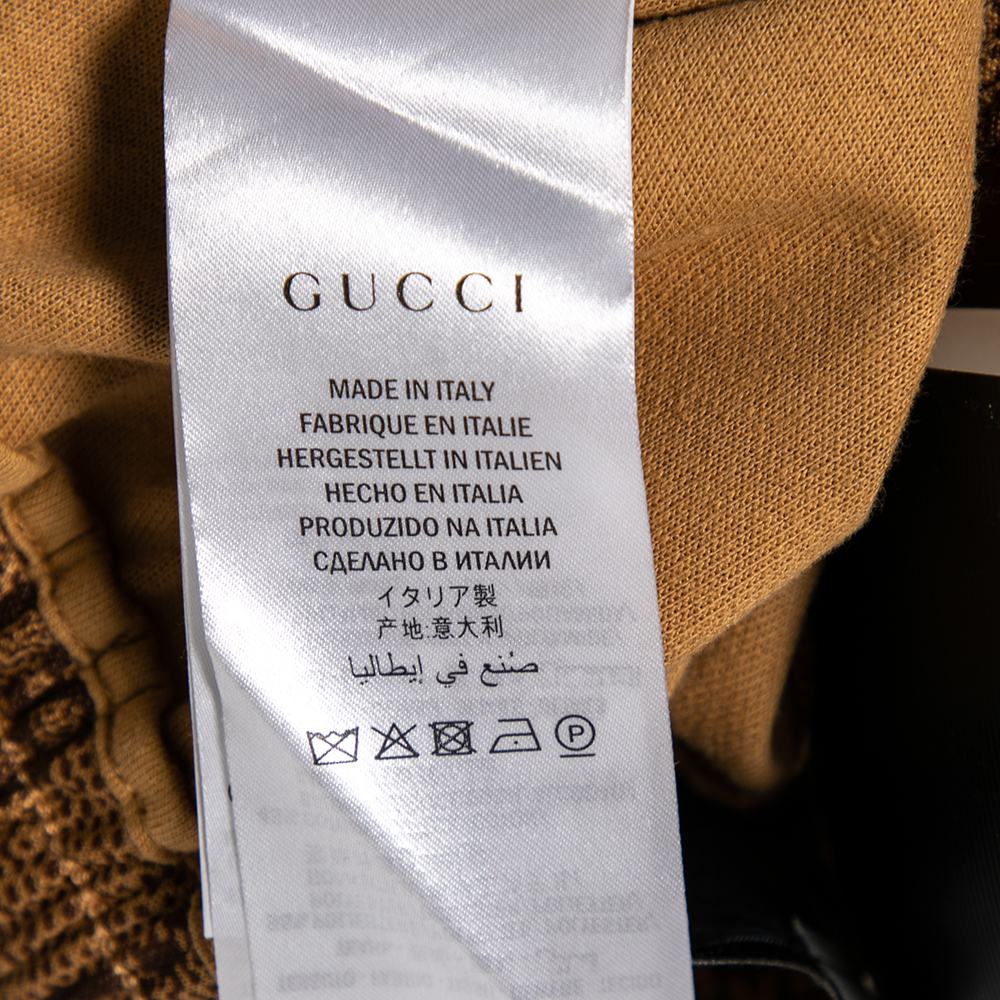 GUCCI
MADE IN ITALY
FABRIQUE EN ITALIE
HERGESTELLT IN ITALIEN
HECHO EN ITALIA
PRODUZIDO NA ITALIA
СДЕЛАНО В ИТАЛИИ
イタリア製
产地:意大利
صُنع في إيطاليا
P